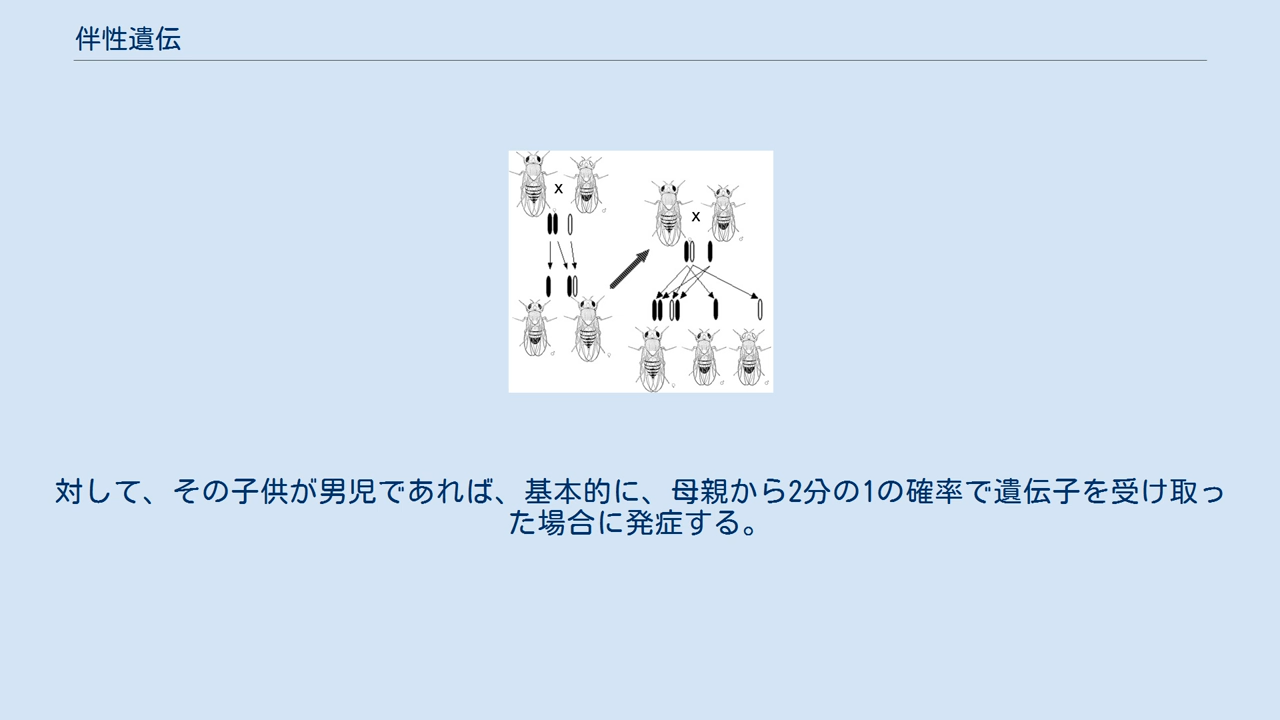 伴性遺伝
x
x
対して、その子供が男児であれば、基本的に、母親から2分の1の確率で遺伝子を受け取っ
た場合に発症する。